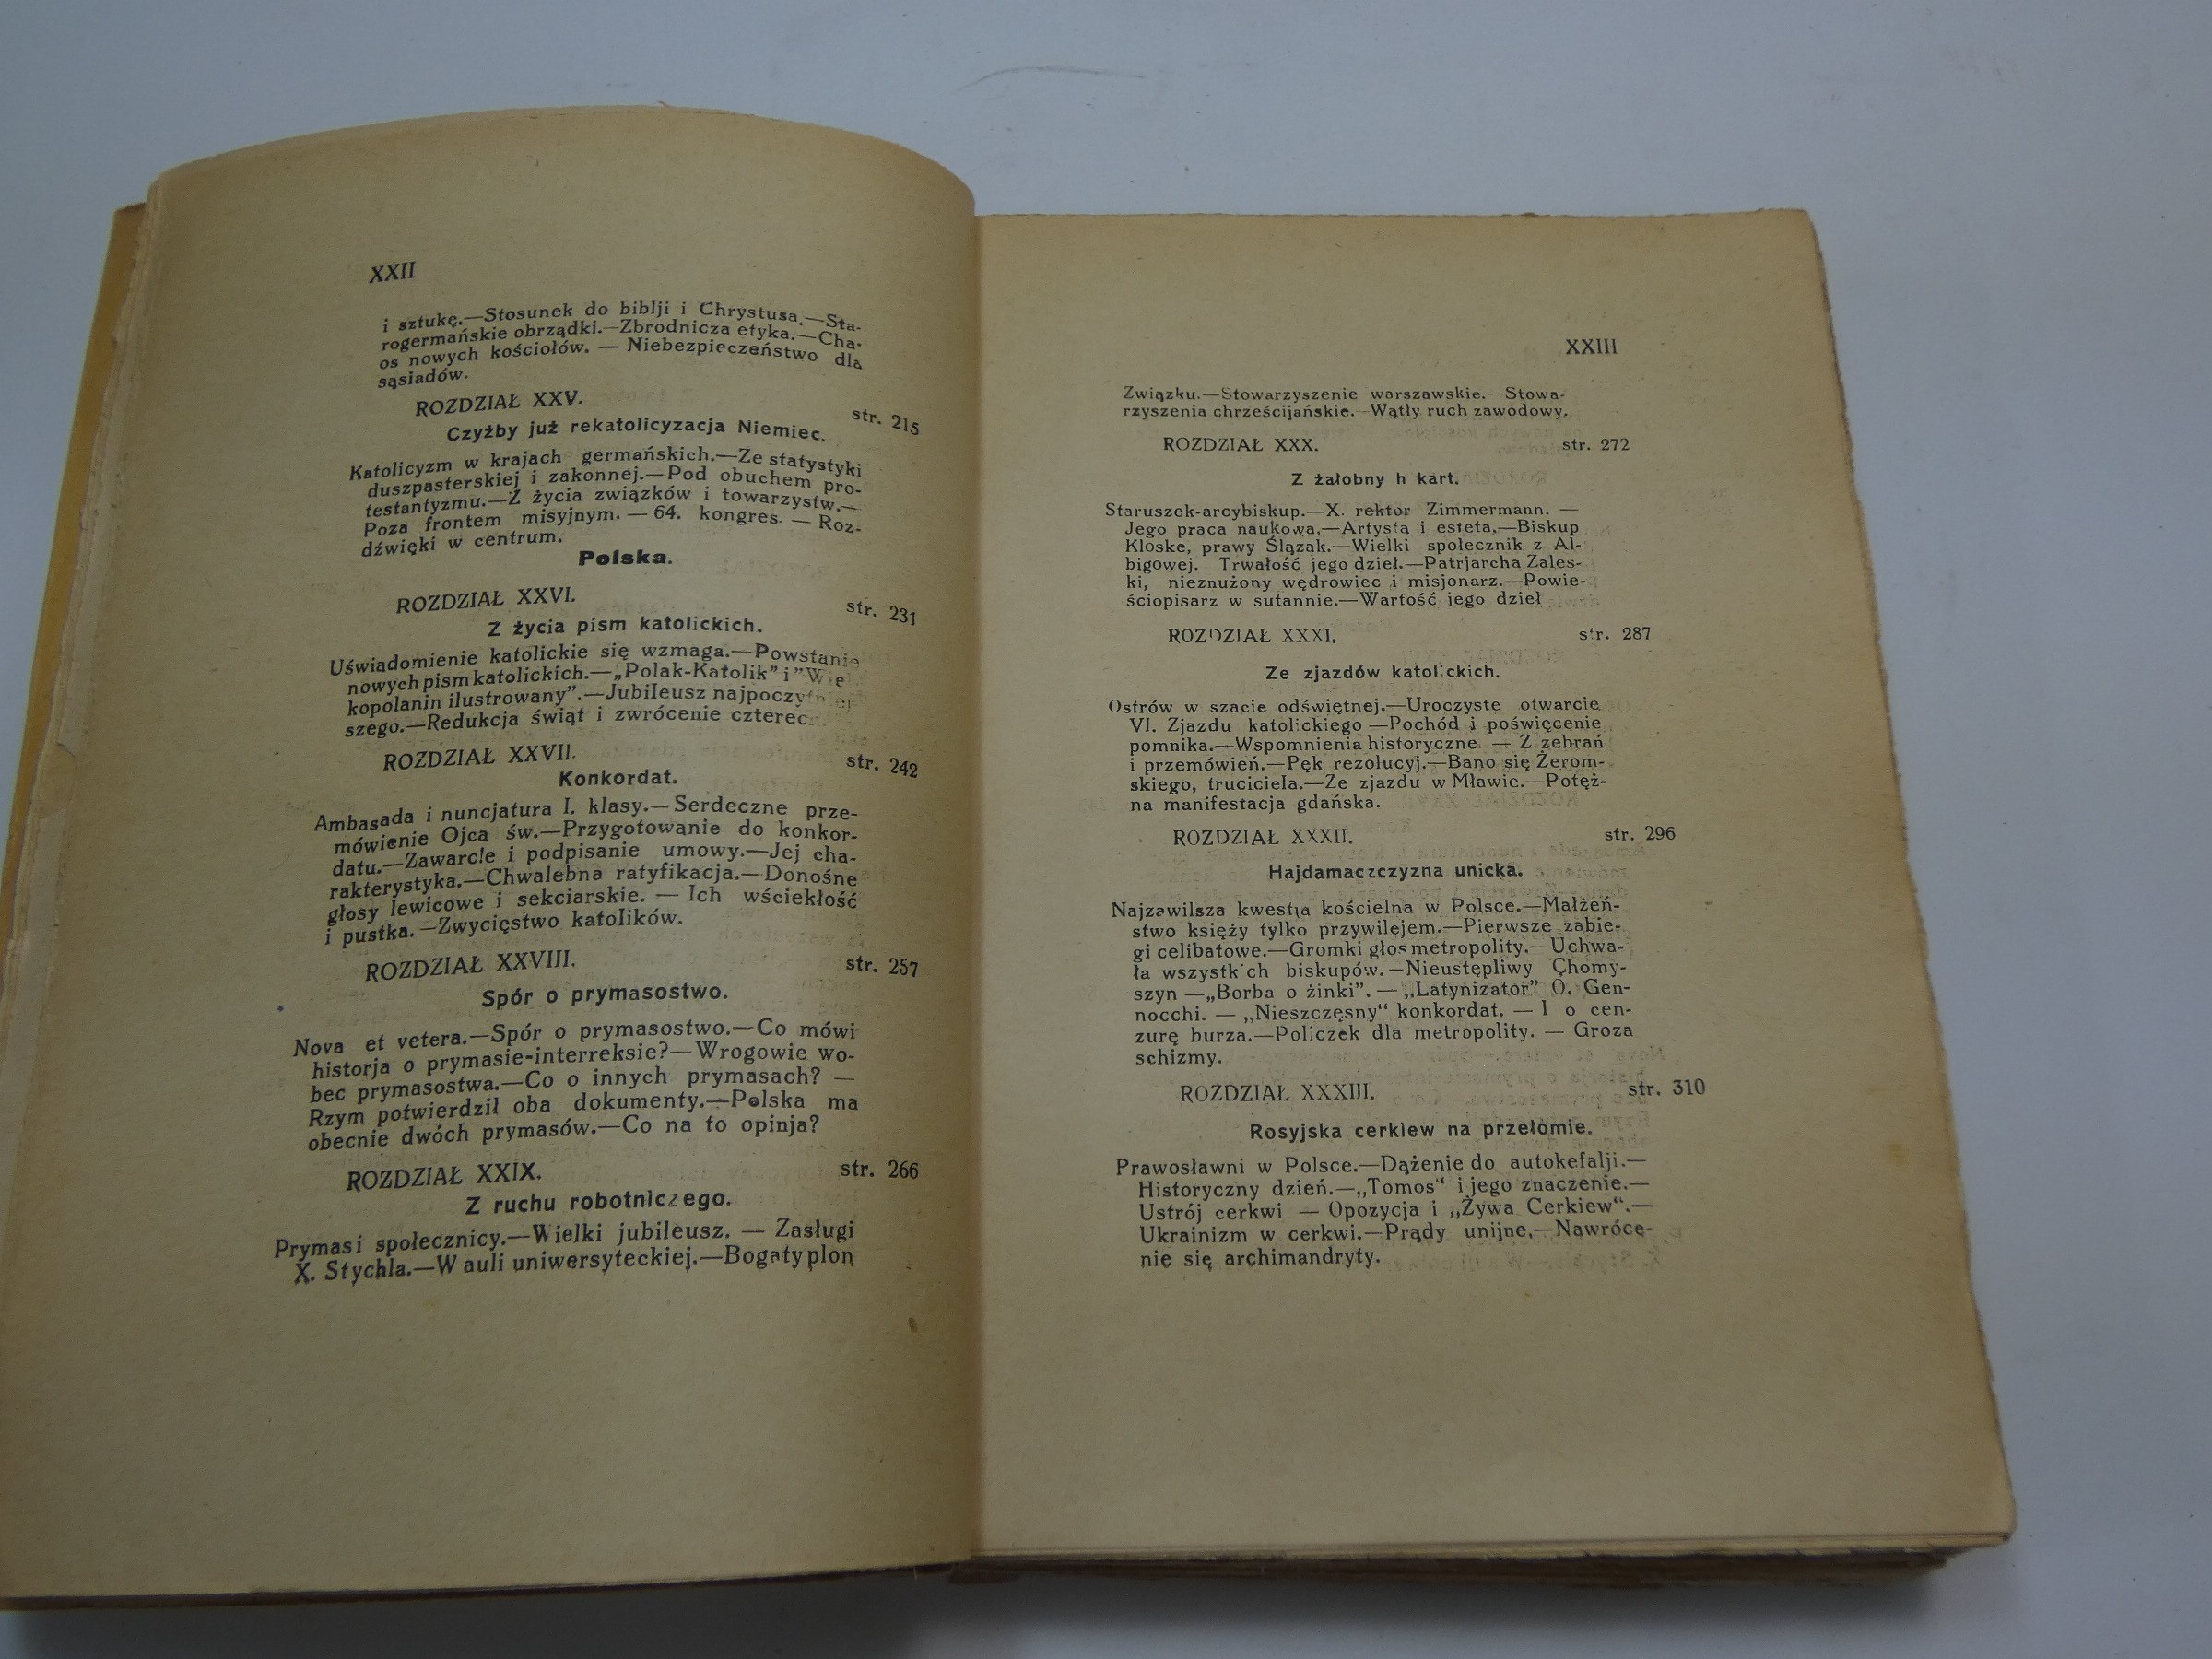 XXII
i sztukę.—Stosunek do biblji i Chrystusa.—Sta-
rogermańskie obrządki.—Zbrodnicza etyka.—Cha-
os nowych kościołów. — Niebezpieczeństwo dla
sąsiadów.
ROZDZIAŁ XXV. str. 215
Czyżby już rekatolicyzacja Niemiec.
Katolicyzm w krajach germańskich.—Ze statystyki
duszpasterskiej i zakonnej.—Pod obuchem pro-
testantyzmu.—Z życia związków i towarzystw.—
Poza frontem misyjnym. — 64. kongres. — Roz-
dźwięki w centrum.
Polska.
ROZDZIAŁ XXVI. str. 231
Z życia pism katolickich.
Uświadomienie katolickie się wzmaga.—Powstanie
nowych pism katolickich.—„Polak-Katolik” i ”Wie
kopolanin ilustrowany”.—Jubileusz najpoczytniej
szego.—Redukcja świąt i zwrócenie czterec
ROZDZIAŁ XXVII. str. 242
Konkordat.
Ambasada i nuncjatura I. klasy.—Serdeczne prze-
mówienie Ojca św.—Przygotowanie do konkor-
datu.—Zawarcie i podpisanie umowy.—Jej cha-
rakterystyka.—Chwalebna ratyfikacja.—Donośne
głosy lewicowe i sekciarskie. — Ich wściekłość
i pustka.—Zwycięstwo katolików.
ROZDZIAŁ XXVIII. str. 257
Spór o prymasostwo.
Nova et vetera.—Spór o prymasostwo.—Co mówi
historja o prymasie-interreksie?—Wrogowie wo-
bec prymasostwa.—Co o innych prymasach? —
Rzym potwierdził oba dokumenty.—Polska ma
obecnie dwóch prymasów.—Co na to opinja?
ROZDZIAŁ XXIX. str. 266
Z ruchu robotniczego.
Prymasi społecznicy.—Wielki jubileusz. — Zasługi
X. Stychla.—W auli uniwersyteckiej.—Bogaty plon
XXIII
Związku.—Stowarzyszenie warszawskie.—Stowa-
rzyszenia chrześcijańskie.—Wątły ruch zawodowy.
ROZDZIAŁ XXX. str. 272
Z żałobny h kart.
Staruszek-arcybiskup.—X. rektor Zimmermann. —
Jego praca naukowa.—Artysta i esteta.—Biskup
Kloske, prawy Ślązak.—Wielki społecznik z Al-
bigowej. Trwałość jego dzieł.—Patrjarcha Zales-
ki, nieznużony wędrowiec i misjonarz.—Powie-
ściopisarz w sutannie.—Wartość jego dzieł
ROZDZIAŁ XXXI. str. 287
Ze zjazdów katolickich.
Ostrów w szacie odświętnej.—Uroczyste otwarcie
VI. Zjazdu katolickiego —Pochód i poświęcenie
pomnika.—Wspomnienia historyczne. — Z zebrań
i przemówień.—Pęk rezolucyj.—Bano się Żerom-
skiego, truciciela.—Ze zjazdu w Mławie.—Potęż-
na manifestacja gdańska.
ROZDZIAŁ XXXII. str. 296
Hajdamaczczyzna unicka.
Najzawilsza kwestja kościelna w Polsce.—Małżeń-
stwo księży tylko przywilejem.—Pierwsze zabie-
gi celibatowe.—Gromki głos metropolity.—Uchwa-
ła wszystkich biskupów.—Nieustępliwy Chomy-
szyn —„Borba o żinki”. — „Latynizator” O. Gen-
nocchi. — „Nieszczęsny“ konkordat. — I o cen-
zurę burza.—Policzek dla metropolity. — Groza
schizmy.
ROZDZIAŁ XXXIII. str. 310
Rosyjska cerkiew na przełomie.
Prawosławni w Polsce.—Dążenie do autokefalji.—
Historyczny dzień.—„Tomos“ i jego znaczenie.—
Ustrój cerkwi — Opozycja i „Żywa Cerkiew“.—
Ukrainizm w cerkwi.—Prądy unijne.—Nawróce-
nie się archimandryty.